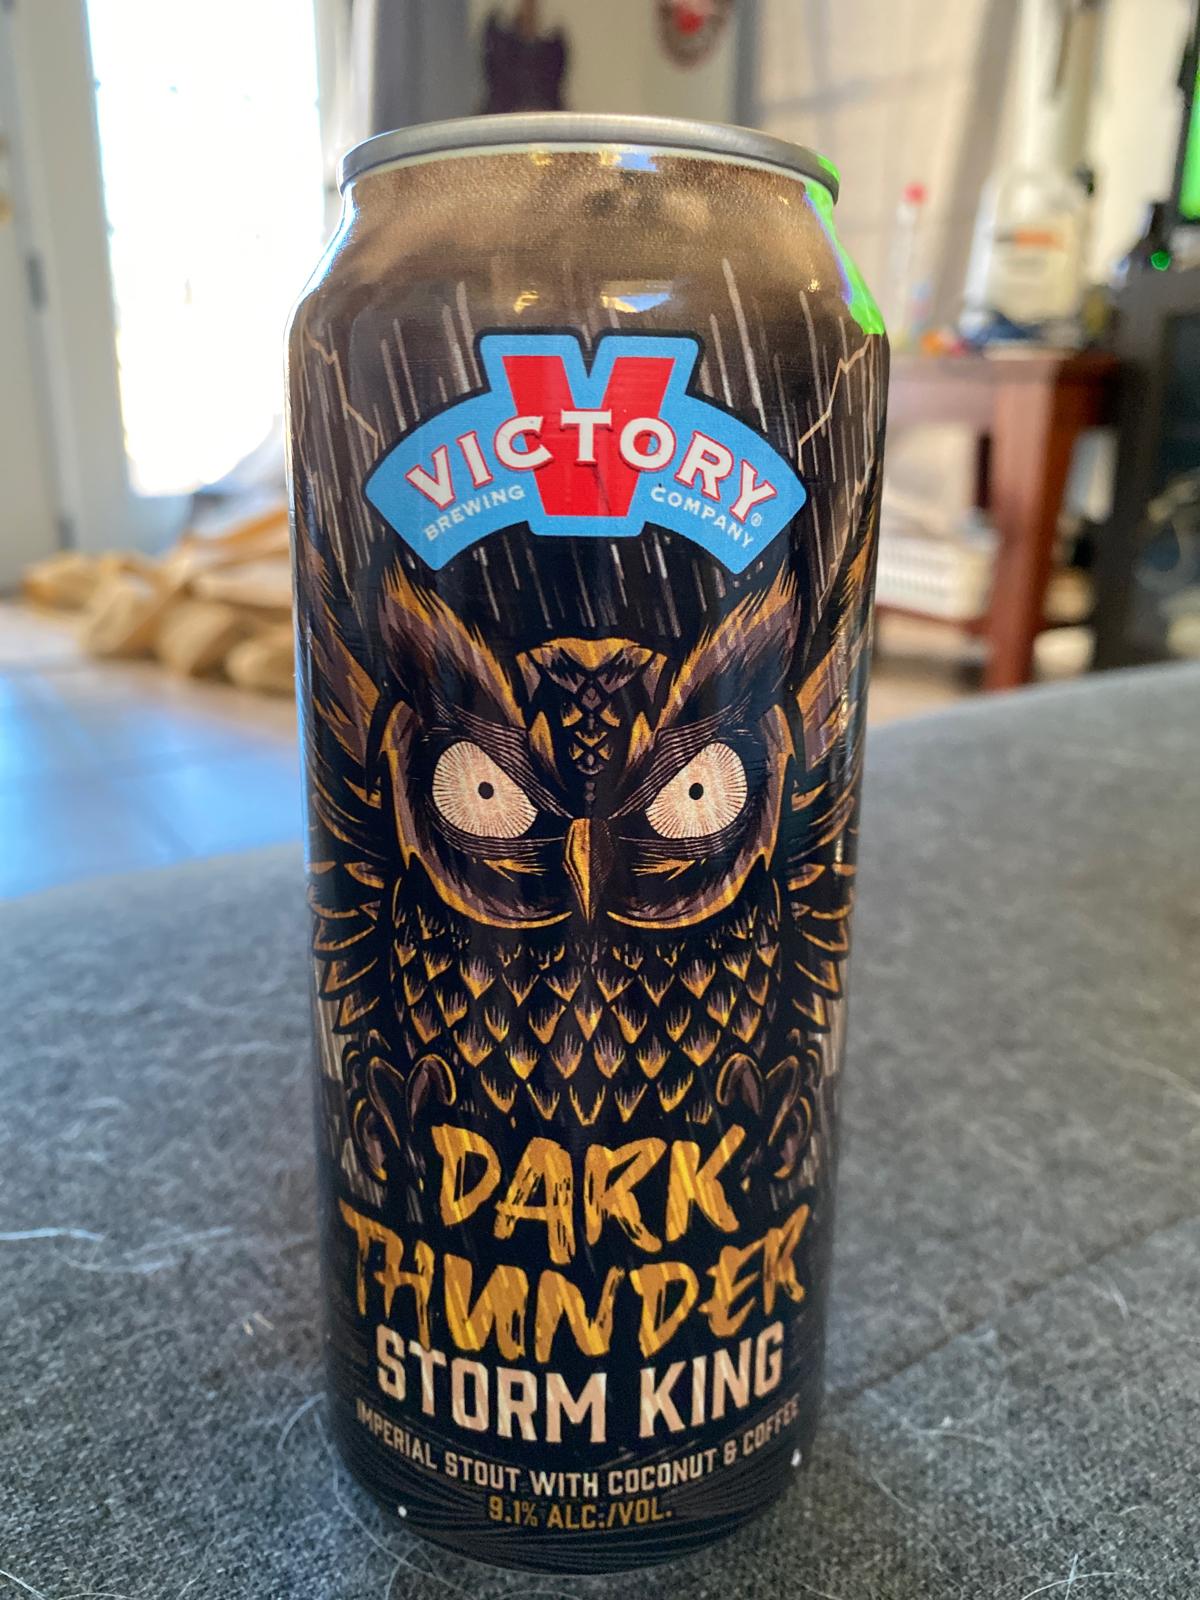 V
VICTORY®
BREWING COMPANY
DARK
THUNDER
STORM KING
IMPERIAL STOUT WITH COCONUT & COFFEE
9.1% ALC./VOL.